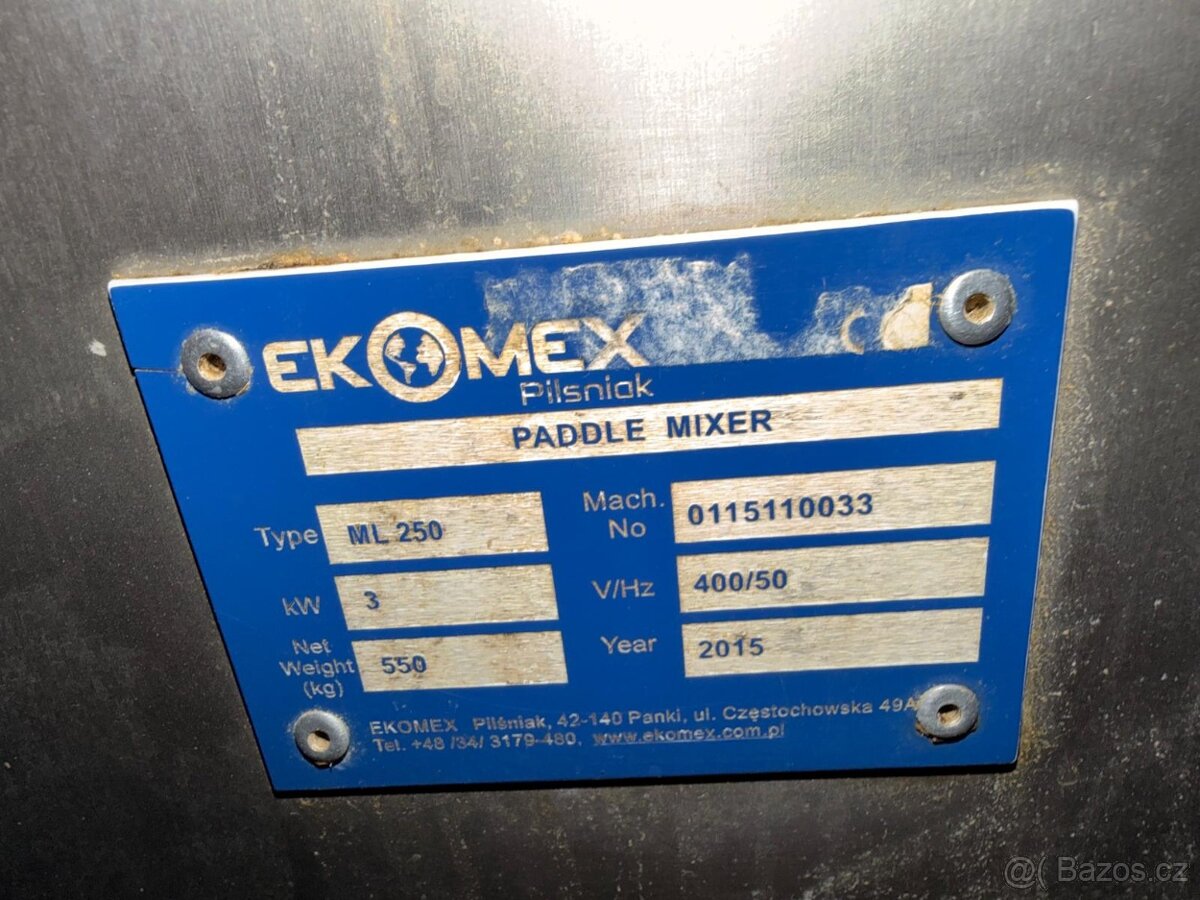 EKOMEX
Pilsniak
PADDLE MIXER
Type ML 250
Mach. No 0115110033
kW 3
V/Hz 400/50
Net Weight (kg) 550
Year 2015
EKOMEX Pilśniak, 42-140 Panki, ul. Częstochowska 49A
Tel. +48 /34/ 3179-480, www.ekomex.com.pl
@( Bazos.cz